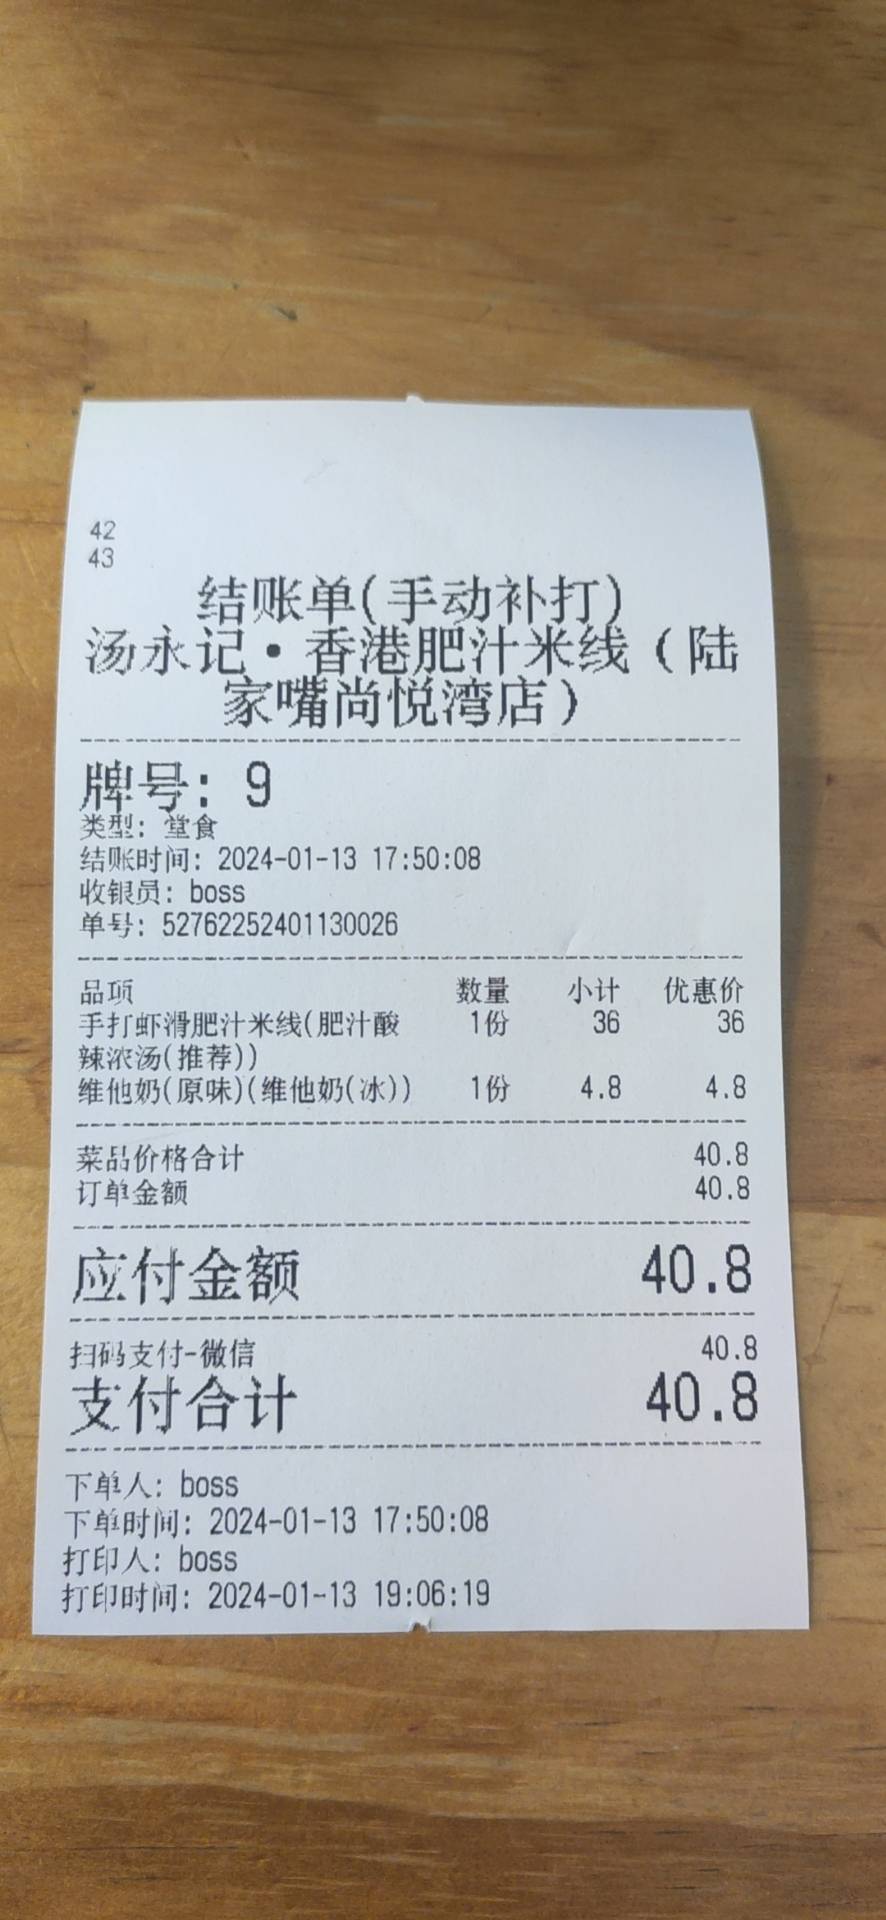 42
43
结账单(手动补打)
汤永记·香港肥汁米线(陆
家嘴尚悦湾店)
牌号: 9
类型: 堂食
结账时间: 2024-01-13 17:50:08
收银员: boss
单号: 52762252401130026
品项 数量 小计 优惠价
手打虾滑肥汁米线(肥汁酸 1份 36 36
辣浓汤(推荐))
维他奶(原味)(维他奶(冰)) 1份 4.8 4.8
菜品价格合计 40.8
订单金额 40.8
应付金额 40.8
扫码支付-微信 40.8
支付合计 40.8
下单人: boss
下单时间: 2024-01-13 17:50:08
打印人: boss
打印时间: 2024-01-13 19:06:19